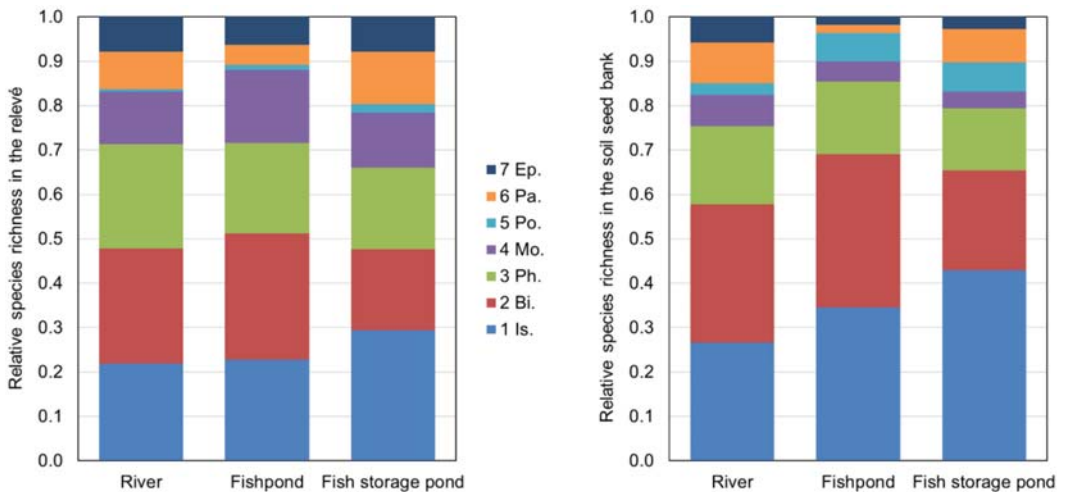 Relative species richness in the relevé
1.0
0.9
0.8
0.7
0.6
0.5
0.4
0.3
0.2
0.1
0.0
River Fishpond Fish storage pond
7 Ep.
6 Pa.
5 Po.
4 Mo.
3 Ph.
2 Bi.
1 Is.
Relative species richness in the soil seed bank
1.0
0.9
0.8
0.7
0.6
0.5
0.4
0.3
0.2
0.1
0.0
River Fishpond Fish storage pond